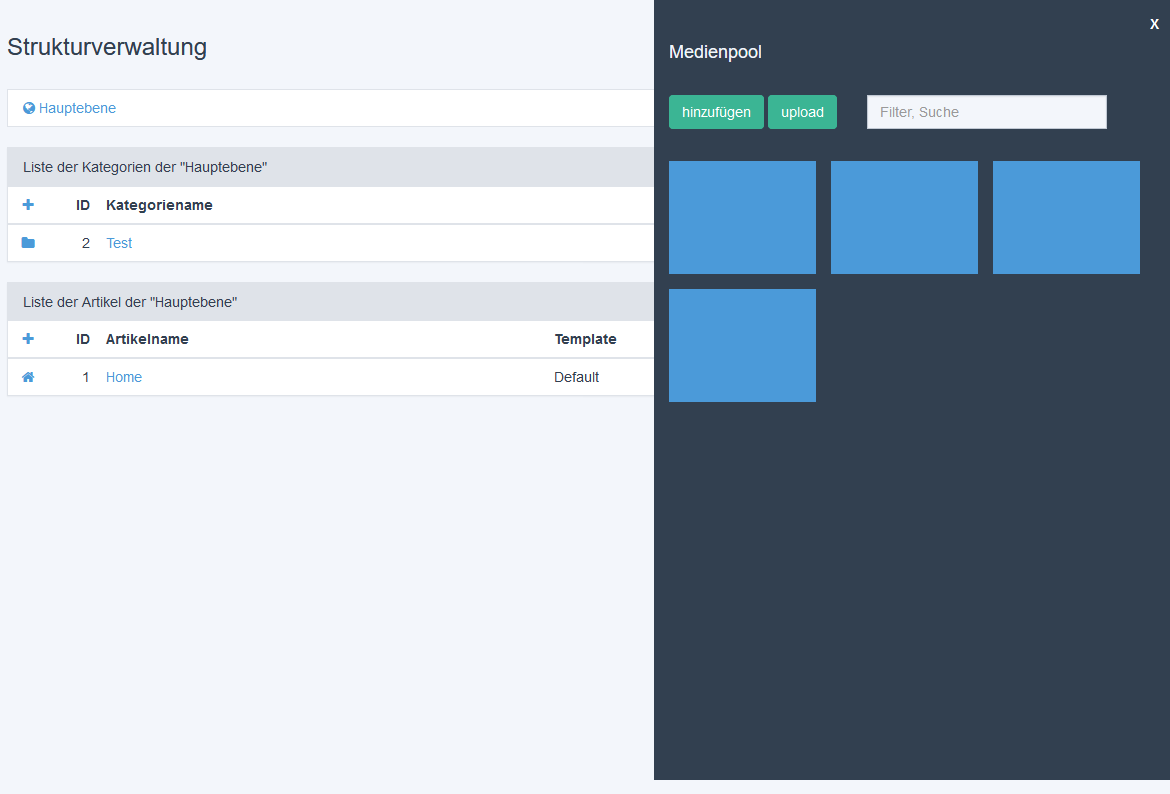 Strukturverwaltung
Hauptebene
Liste der Kategorien der "Hauptebene"
ID Kategoriename
2 Test
Liste der Artikel der "Hauptebene"
ID Artikelname Template
1 Home Default
X
Medienpool
hinzufügen upload Filter, Suche